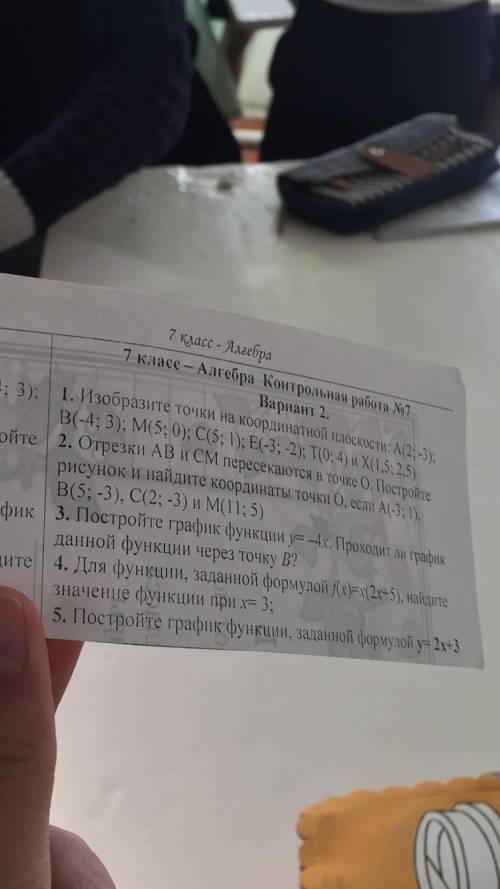 7 класс - Алгебра
7 класс – Алгебра Контрольная работа №7
Вариант 2.
1. Изобразите точки на координатной плоскости: А(2; -3);
В(-4; 3); М(5; 0); С(5; 1); Е(-3; -2); Т(0; 4) и Х(1,5; 2,5)
2. Отрезки АВ и СМ пересекаются в точке О. Постройте
рисунок и найдите координаты точки О, если А(-3; 1),
В(5; -3), С(2; -3) и М(11; 5)
3. Постройте график функции y= –4x. Проходит ли график
данной функции через точку B?
4. Для функции, заданной формулой f(x)=x(2x+5), найдите
значение функции при x= 3;
5. Постройте график функции, заданной формулой y= 2x+3
; 3);